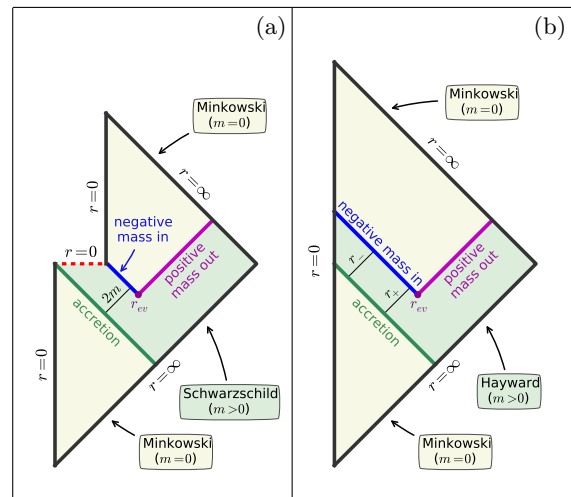 (a)
Minkowski
(m=0)
r=∞
r=0
negative
mass in
r=0
2m
r_ev
positive
mass out
accretion
r=0
r=∞
Schwarzschild
(m>0)
Minkowski
(m=0)
(b)
Minkowski
(m=0)
r=∞
negative mass in
r=0
r_-
r_+
r_ev
positive
mass out
accretion
r=∞
Hayward
(m>0)
Minkowski
(m=0)